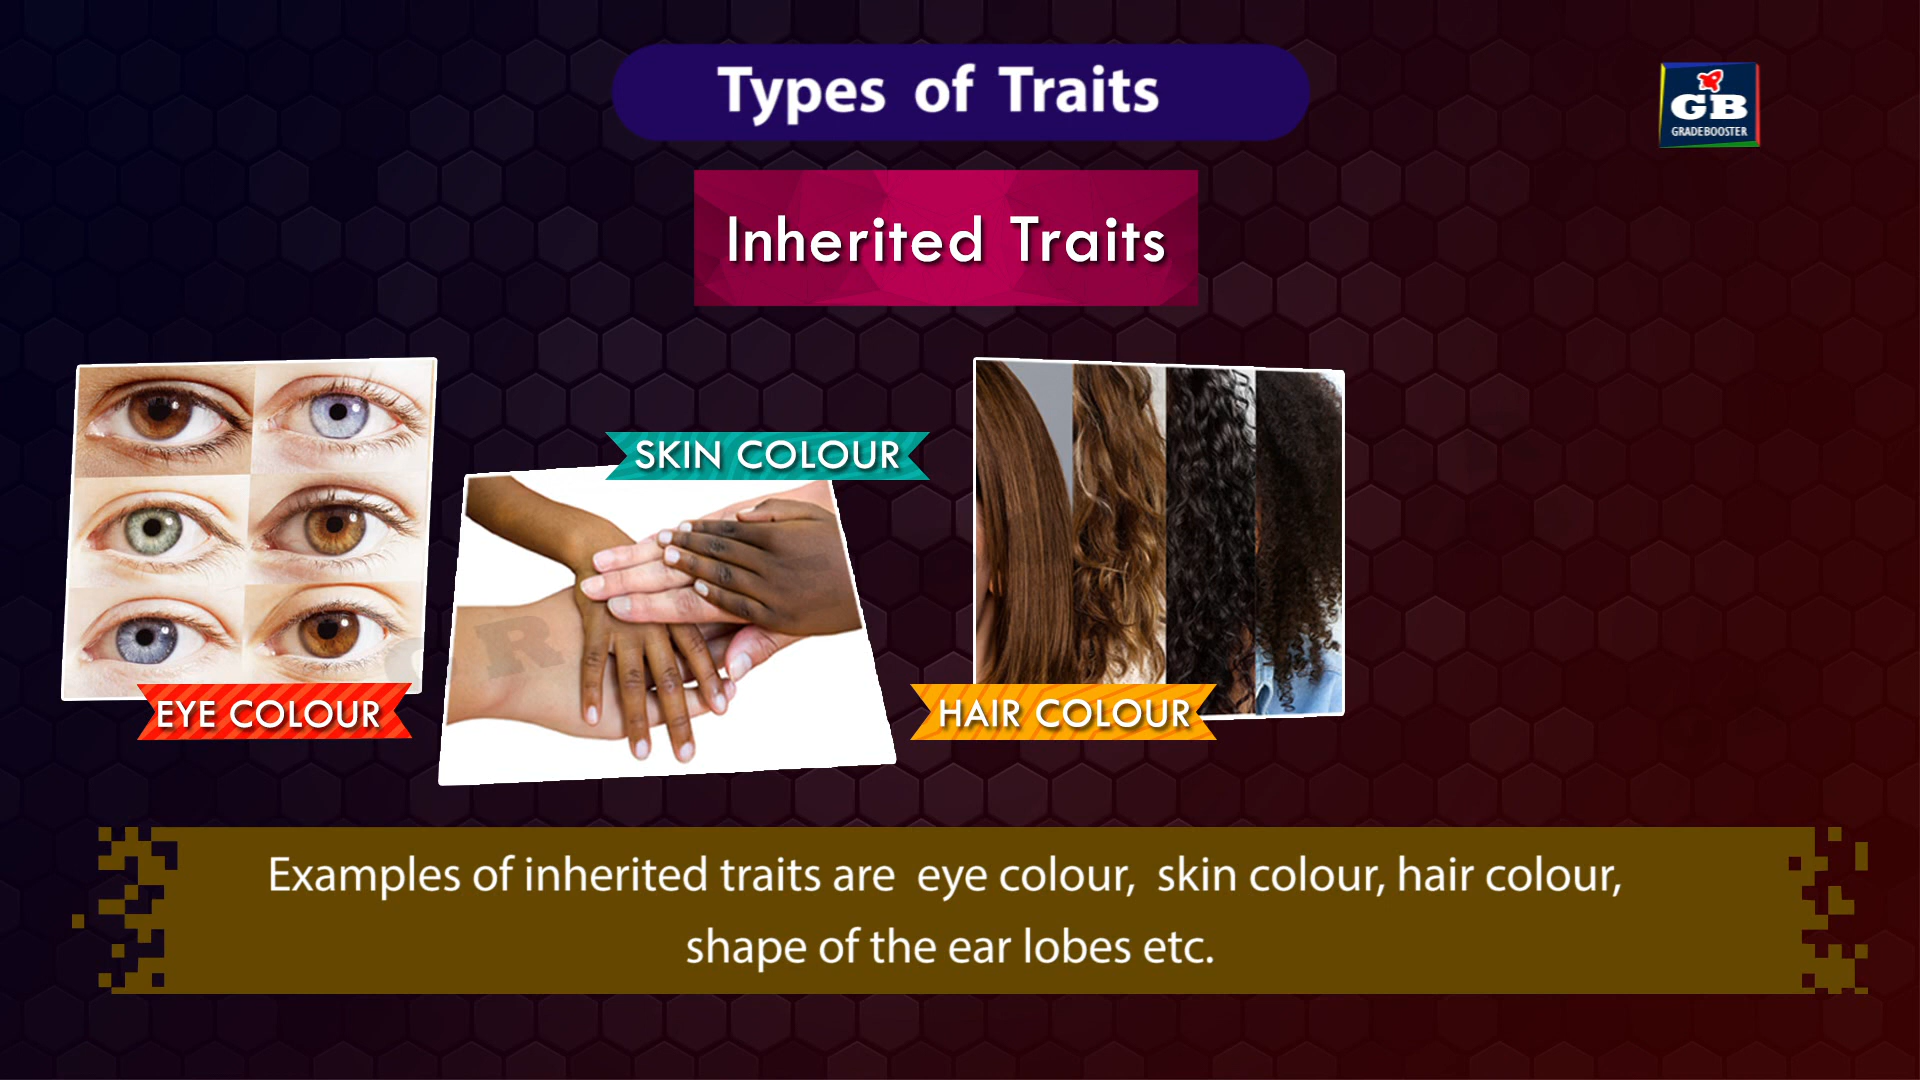 Types of Traits
GB
GRADEBOOSTER
Inherited Traits
SKIN COLOUR
EYE COLOUR
HAIR COLOUR
Examples of inherited traits are eye colour, skin colour, hair colour,
shape of the ear lobes etc.